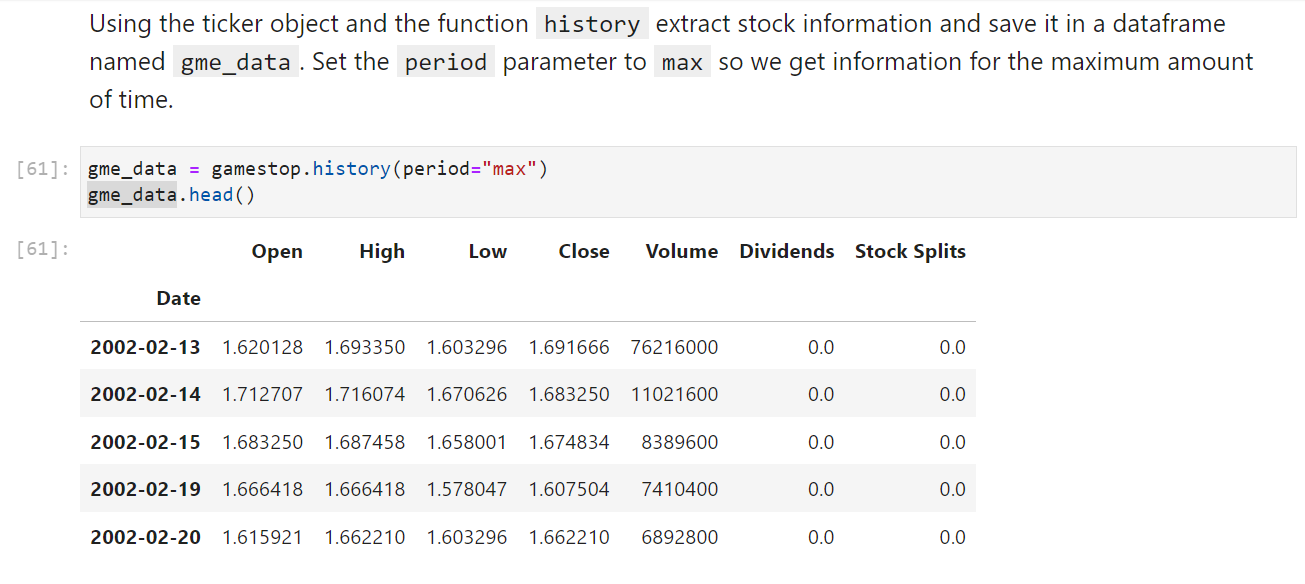 Using the ticker object and the function history extract stock information and save it in a dataframe
named gme_data . Set the period parameter to max so we get information for the maximum amount
of time.
[61]: gme_data = gamestop.history(period="max")
gme_data.head()
[61]: Open High Low Close Volume Dividends Stock Splits
Date
2002-02-13 1.620128 1.693350 1.603296 1.691666 76216000 0.0 0.0
2002-02-14 1.712707 1.716074 1.670626 1.683250 11021600 0.0 0.0
2002-02-15 1.683250 1.687458 1.658001 1.674834 8389600 0.0 0.0
2002-02-19 1.666418 1.666418 1.578047 1.607504 7410400 0.0 0.0
2002-02-20 1.615921 1.662210 1.603296 1.662210 6892800 0.0 0.0